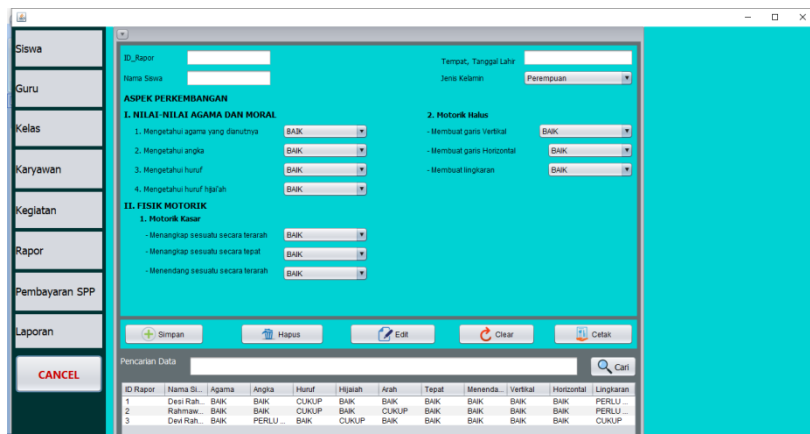 Siswa
Guru
Kelas
Karyawan
Kegiatan
Rapor
Pembayaran SPP
Laporan
CANCEL
ID_Rapor
Tempat, Tanggal Lahir
Nama Siswa
Jenis Kelamin Perempuan
ASPEK PERKEMBANGAN
I. NILAI-NILAI AGAMA DAN MORAL
1. Mengetahui agama yang dianutnya BAIK
2. Mengetahui angka BAIK
3. Mengetahui huruf BAIK
4. Mengetahui huruf hijai'ah BAIK
II. FISIK MOTORIK
1. Motorik Kasar
- Menangkap sesuatu secara terarah BAIK
- Menangkap sesuatu secara tepat BAIK
- Menendang sesuatu secara terarah BAIK
2. Motorik Halus
- Membuat garis Vertikal BAIK
- Membuat garis Horizontal BAIK
- Membuat lingkaran BAIK
Simpan Hapus Edit Clear Cetak
Pencarian Data Cari
ID Rapor Nama Si... Agama Angka Huruf Hijaiah Arah Tepat Menenda... Vertikal Horizontal Lingkaran
1 Desi Rah... BAIK BAIK CUKUP BAIK BAIK BAIK BAIK BAIK BAIK PERLU ...
2 Rahmaw... BAIK BAIK CUKUP BAIK CUKUP BAIK BAIK BAIK BAIK PERLU ...
3 Devi Rah... BAIK PERLU ... BAIK CUKUP BAIK BAIK BAIK BAIK BAIK CUKUP